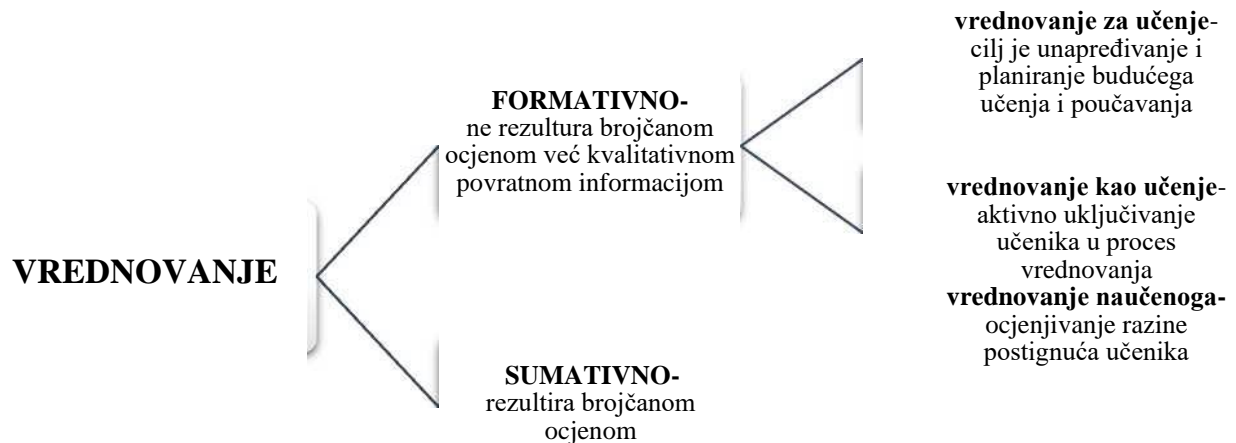 VREDNOVANJE
FORMATIVNO-
ne rezultura brojčanom
ocjenom već kvalitativnom
povratnom informacijom
SUMATIVNO-
rezultira brojčanom
ocjenom
vrednovanje za učenje-
cilj je unapređivanje i
planiranje budućega
učenja i poučavanja
vrednovanje kao učenje-
aktivno uključivanje
učenika u proces
vrednovanja
vrednovanje naučenoga-
ocjenjivanje razine
postignuća učenika